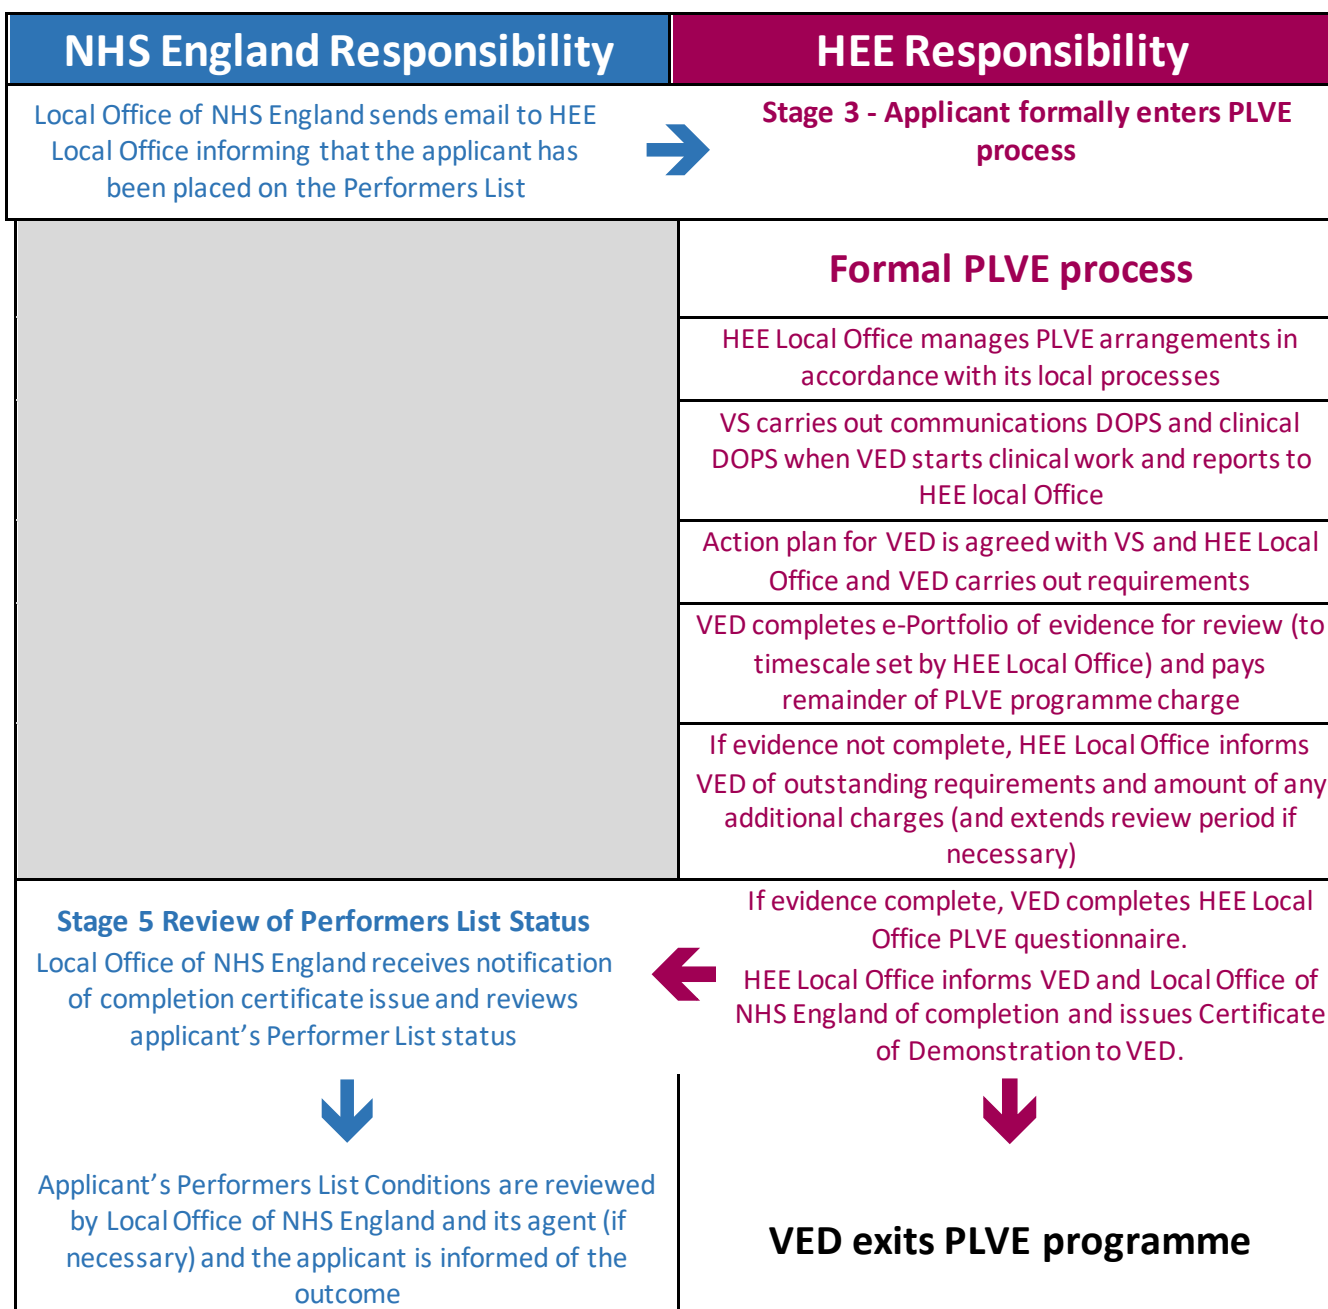 NHS England Responsibility
HEE Responsibility
Local Office of NHS England sends email to HEE
Local Office informing that the applicant has
been placed on the Performers List
Stage 3 - Applicant formally enters PLVE
process
Formal PLVE process
HEE Local Office manages PLVE arrangements in
accordance with its local processes
VS carries out communications DOPS and clinical
DOPS when VED starts clinical work and reports to
HEE local Office
Action plan for VED is agreed with VS and HEE Local
Office and VED carries out requirements
VED completes e-Portfolio of evidence for review (to
timescale set by HEE Local Office) and pays
remainder of PLVE programme charge
If evidence not complete, HEE Local Office informs
VED of outstanding requirements and amount of any
additional charges (and extends review period if
necessary)
Stage 5 Review of Performers List Status
Local Office of NHS England receives notification
of completion certificate issue and reviews
applicant's Performer List status
If evidence complete, VED completes HEE Local
Office PLVE questionnaire.
HEE Local Office informs VED and Local Office of
NHS England of completion and issues Certificate
of Demonstration to VED.
Applicant's Performers List Conditions are reviewed
by Local Office of NHS England and its agent (if
necessary) and the applicant is informed of the
outcome
VED exits PLVE programme